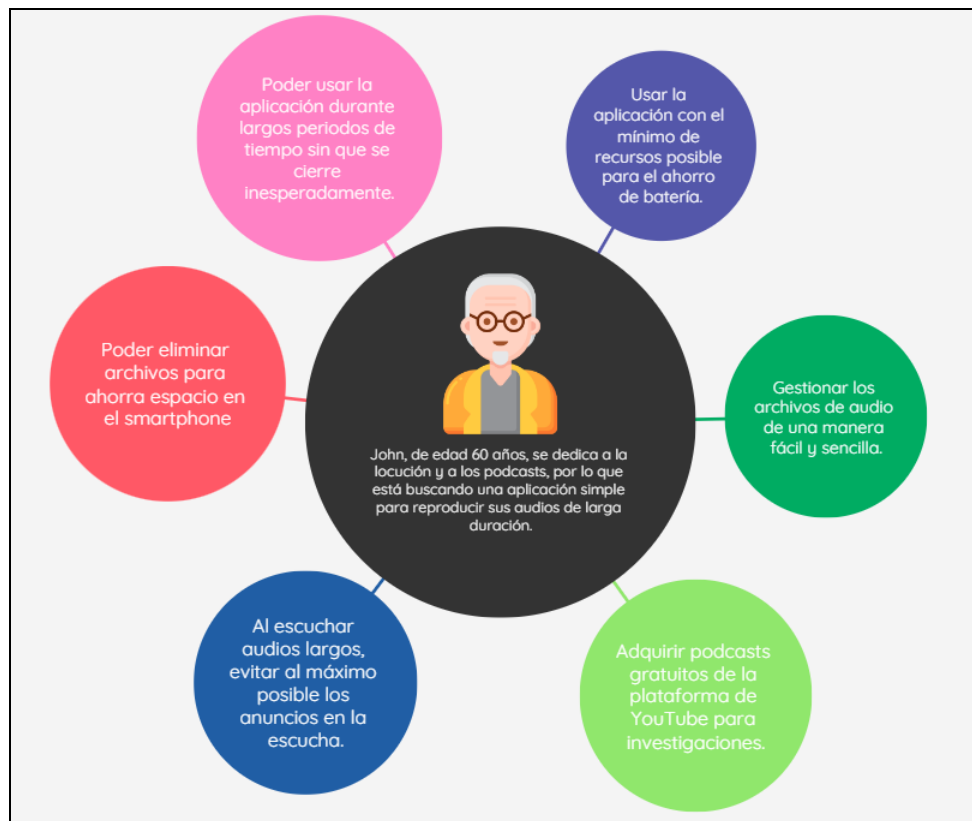 Poder usar la
aplicación durante
largos periodos de
tiempo sin que se
cierre
inesperadamente.
Usar la
aplicación con el
mínimo de
recursos posible
para el ahorro
de batería.
Poder eliminar
archivos para
ahorra espacio en
el smartphone
John, de edad 60 años, se dedica a la
locución y a los podcasts, por lo que
está buscando una aplicación simple
para reproducir sus audios de larga
duración.
Gestionar los
archivos de audio
de una manera
fácil y sencilla.
Al escuchar
audios largos,
evitar al máximo
posible los
anuncios en la
escucha.
Adquirir podcasts
gratuitos de la
plataforma de
YouTube para
investigaciones.